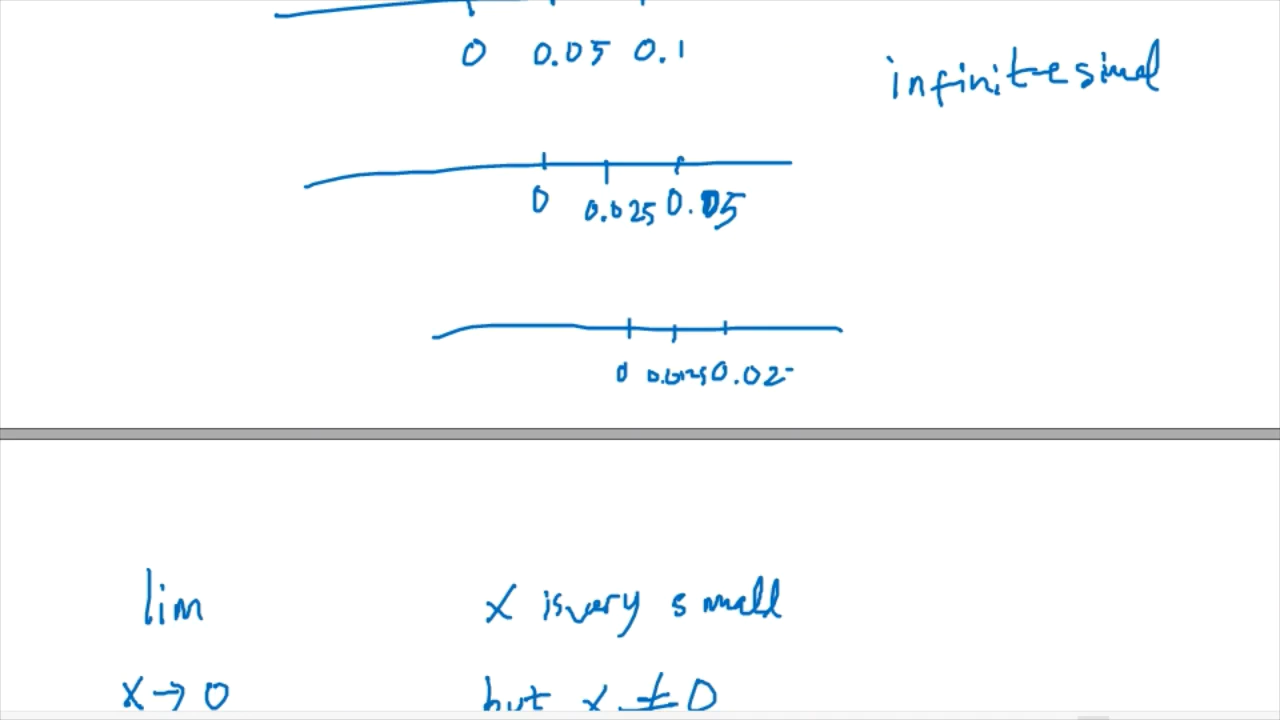 0 0.05 0.1
infinitesimal
0 0.025 0.05
0 0.0125 0.02
lim x is very small
x → 0 but x ≠ 0